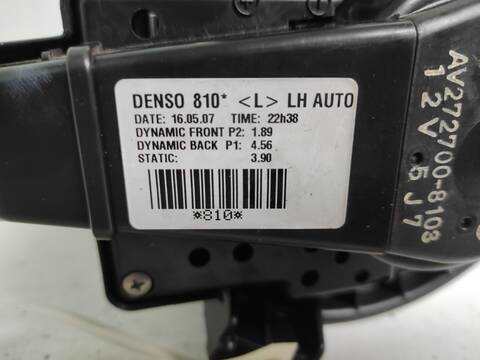 DENSO 810* <L> LH AUTO
DATE: 16.05.07 TIME: 22h38
DYNAMIC FRONT P2: 1.89
DYNAMIC BACK P1: 4.56
STATIC: 3.90
*810*
AV272700-8103
12V 5J7